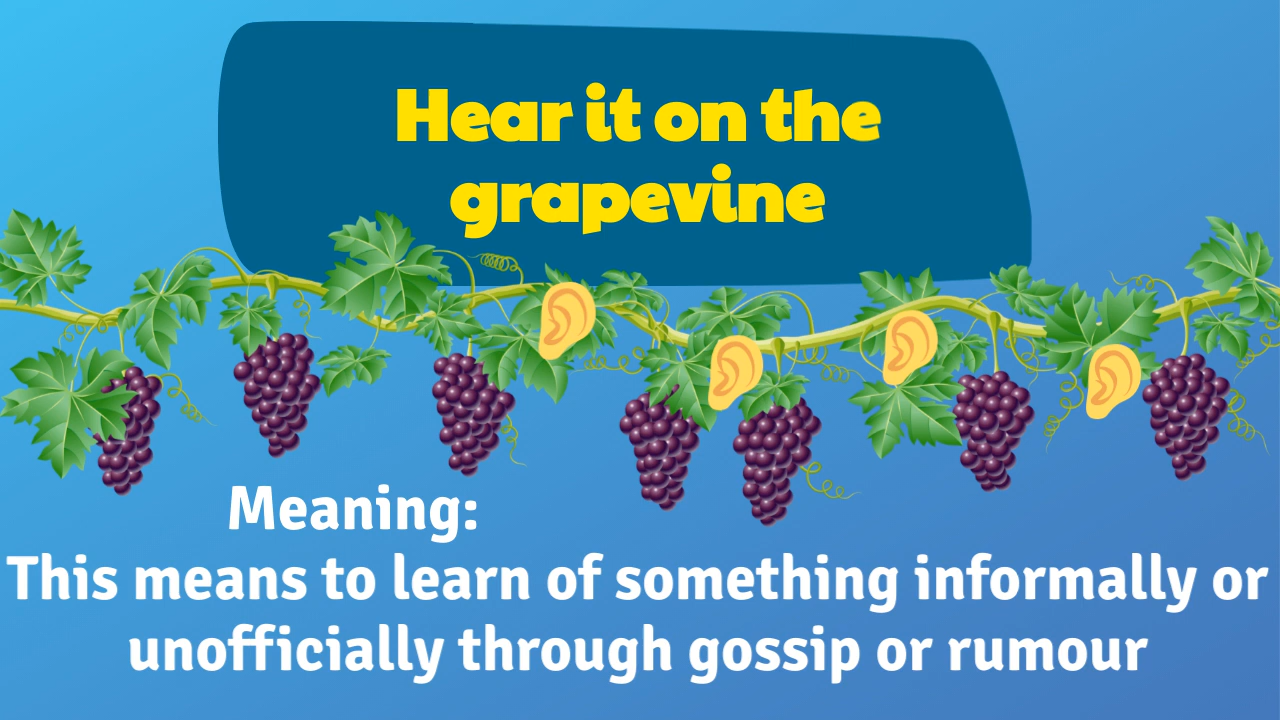 Hear it on the
grapevine
Meaning:
This means to learn of something informally or
unofficially through gossip or rumour